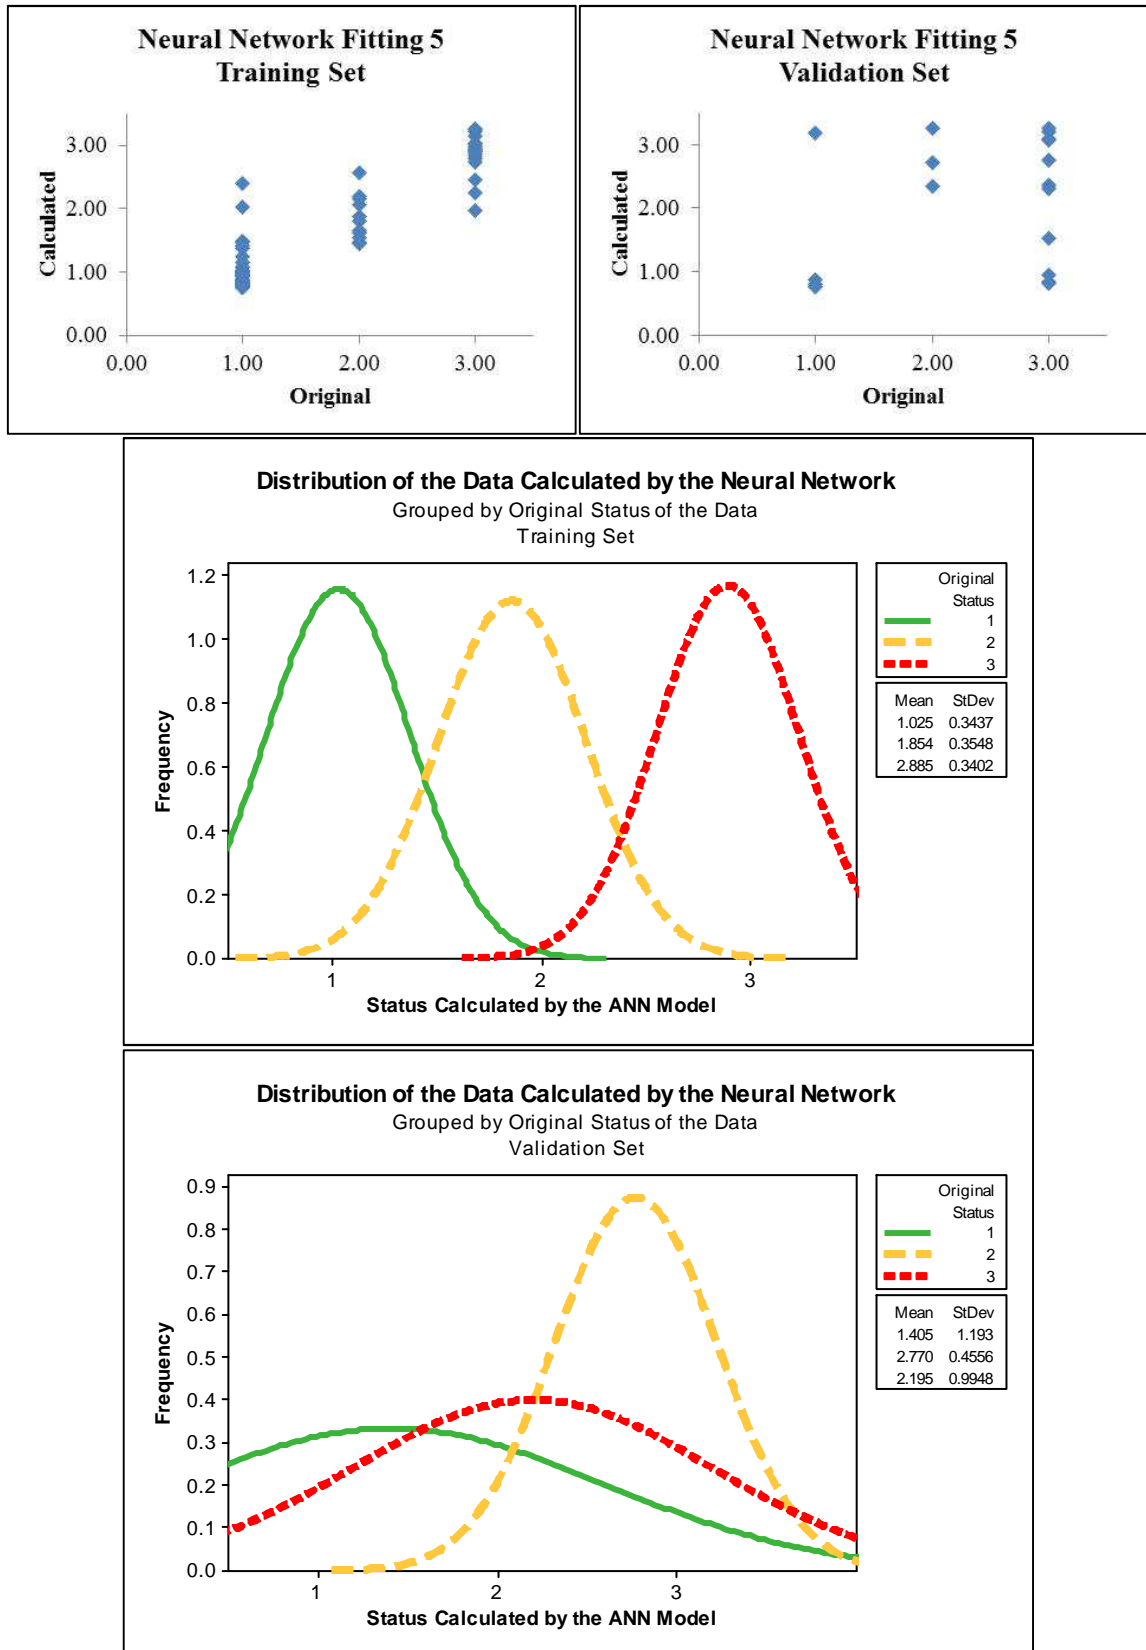 Neural Network Fitting 5
Training Set
Calculated
3.00
2.00
1.00
0.00
0.00 1.00 2.00 3.00
Original
Neural Network Fitting 5
Validation Set
Calculated
3.00
2.00
1.00
0.00
0.00 1.00 2.00 3.00
Original
Distribution of the Data Calculated by the Neural Network
Grouped by Original Status of the Data
Training Set
Frequency
1.2
1.0
0.8
0.6
0.4
0.2
0.0
1 2 3
Status Calculated by the ANN Model
Original
Status
1
2
3
Mean StDev
1.025 0.3437
1.854 0.3548
2.885 0.3402
Distribution of the Data Calculated by the Neural Network
Grouped by Original Status of the Data
Validation Set
Frequency
0.9
0.8
0.7
0.6
0.5
0.4
0.3
0.2
0.1
0.0
1 2 3
Status Calculated by the ANN Model
Original
Status
1
2
3
Mean StDev
1.405 1.193
2.770 0.4556
2.195 0.9948